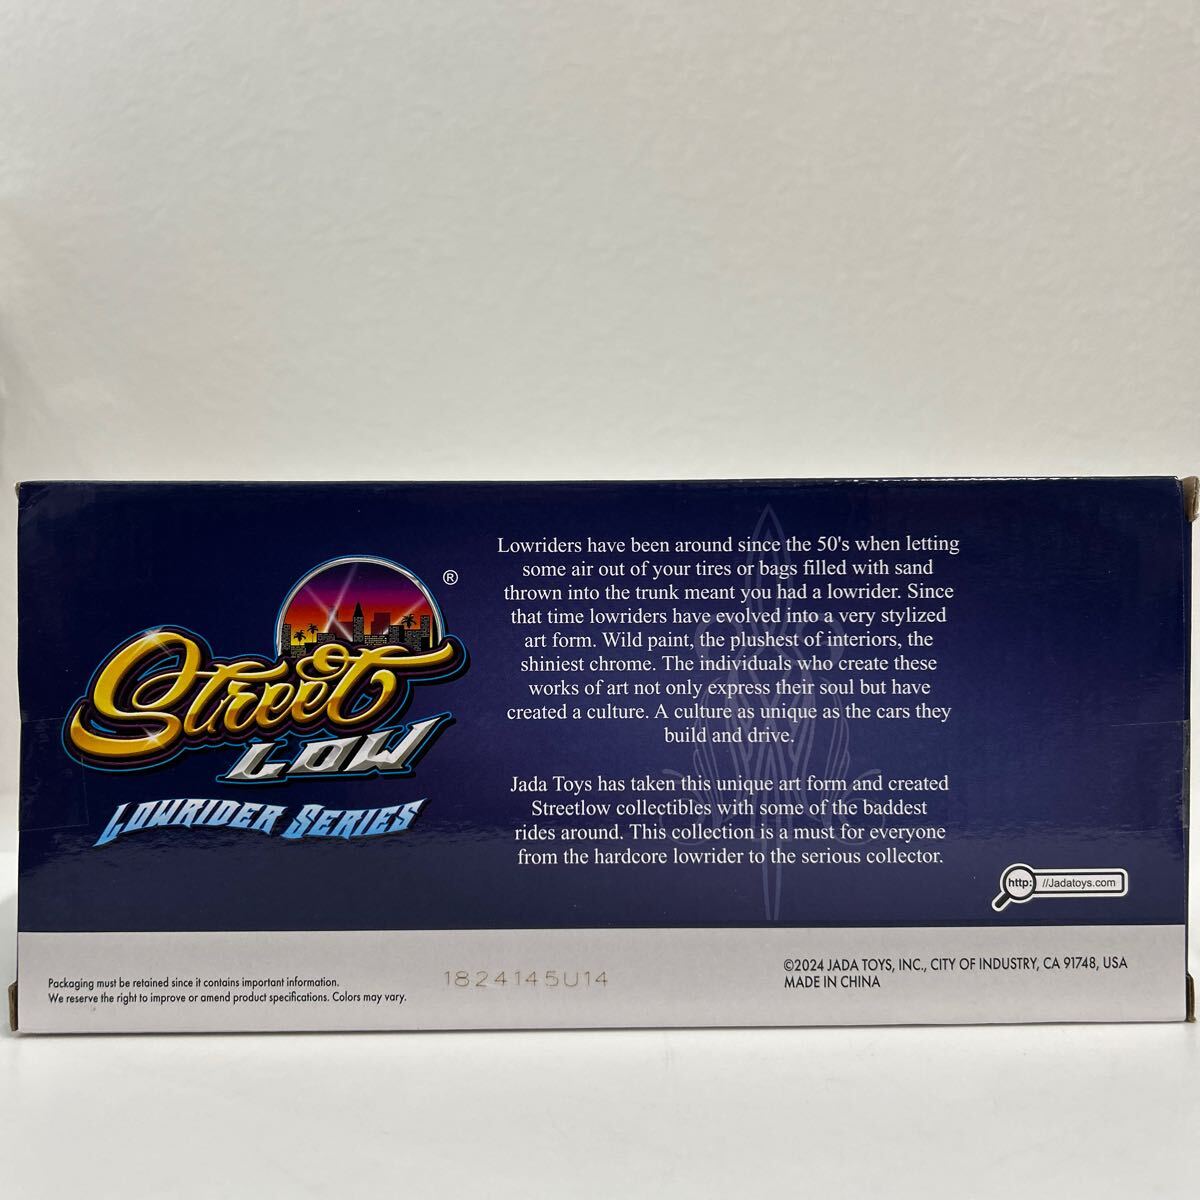 Street
LOW
®
LOWRIDER SERIES
Lowriders have been around since the 50's when letting
some air out of your tires or bags filled with sand
thrown into the trunk meant you had a lowrider. Since
that time lowriders have evolved into a very stylized
art form. Wild paint, the plushest of interiors, the
shiniest chrome. The individuals who create these
works of art not only express their soul but have
created a culture. A culture as unique as the cars they
build and drive.
Jada Toys has taken this unique art form and created
Streetlow collectibles with some of the baddest
rides around. This collection is a must for everyone
from the hardcore lowrider to the serious collector.
http: //Jadatoys.com
Packaging must be retained since it contains important information.
We reserve the right to improve or amend product specifications. Colors may vary.
1824145U14
©2024 JADA TOYS, INC., CITY OF INDUSTRY, CA 91748, USA
MADE IN CHINA